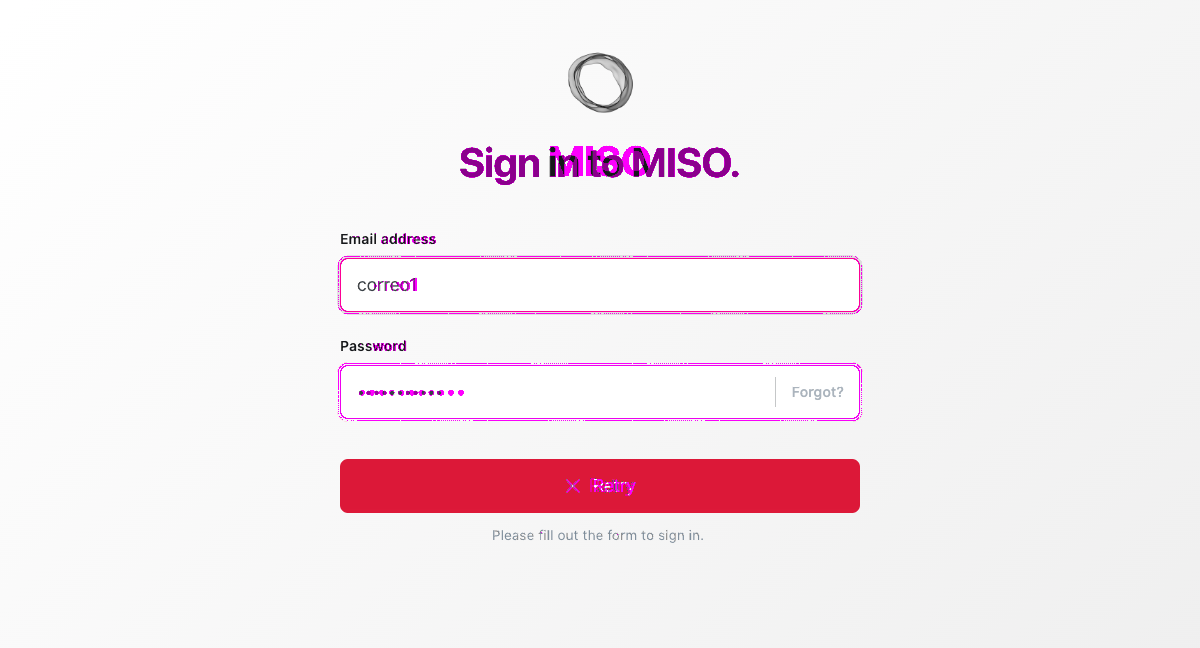 Sign in to MISO.
Email address
correo1
Password
Forgot?
Retry
Please fill out the form to sign in.